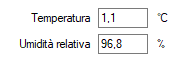 Temperatura 1,1 °C
Umidità relativa 96,8 %